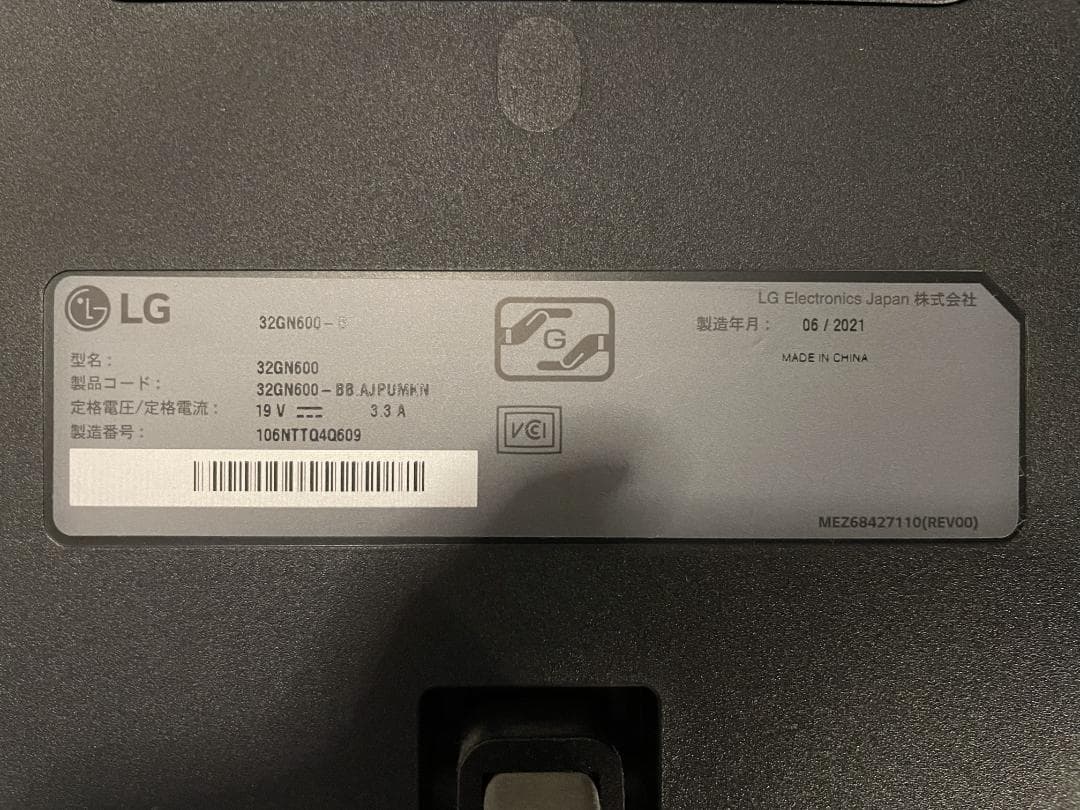 LG
32GN600-B
型名：
32GN600
製品コード：
32GN600-BB.AJPUMKN
定格電圧/定格電流：
19 V
3.3 A
製造番号：
106NTTQ4Q609
G
VCI
LG Electronics Japan 株式会社
製造年月：
06 / 2021
MADE IN CHINA
MEZ68427110(REV00)